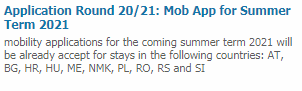 Application Round 20/21: Mob App for Summer
Term 2021
mobility applications for the coming summer term 2021 will
be already accept for stays in the following countries: AT,
BG, HR, HU, ME, NMK, PL, RO, RS and SI